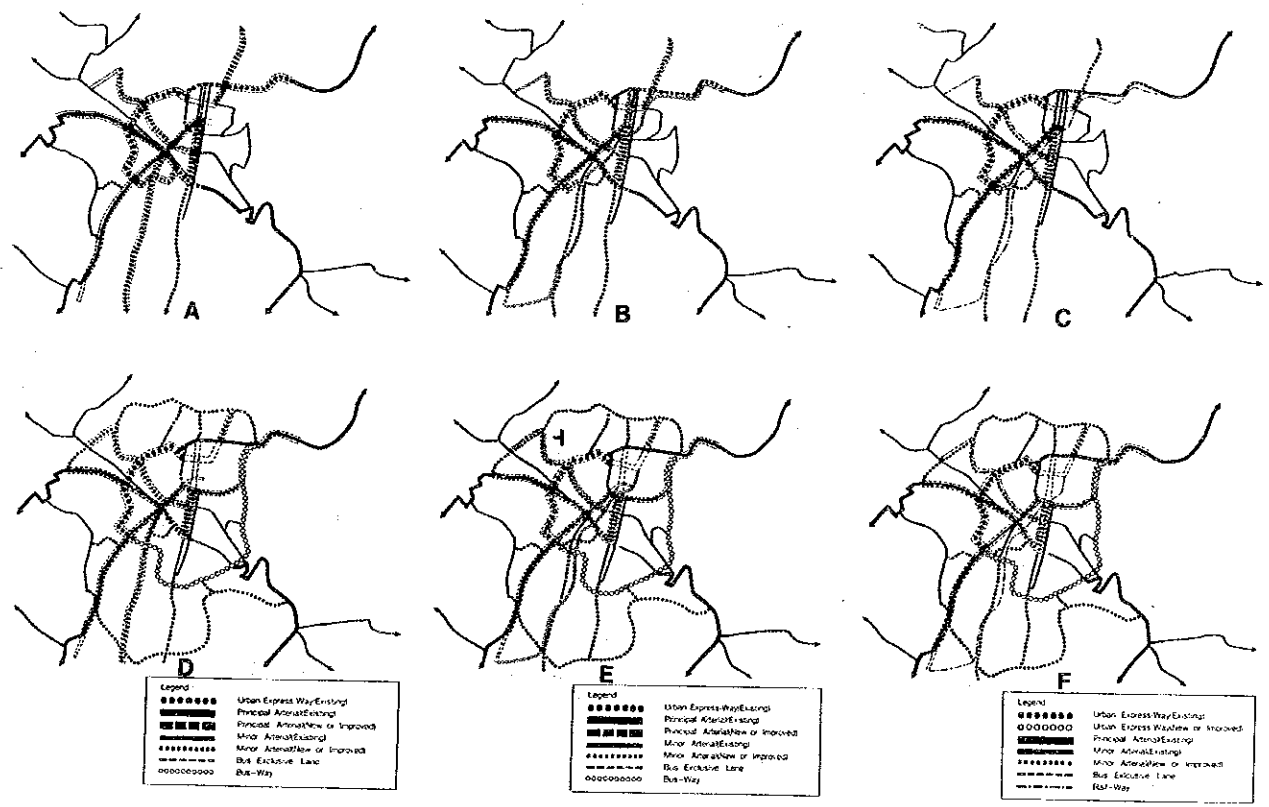 A
B
C
D
E
F
Legend
Urban Express Way(Existing)
Principal Arterial(Existing)
Principal Arterial(New or Improved)
Minor Arterial(Existing)
Minor Arterial(New or Improved)
Bus Exclusive Lane
Bus-Way
Legend
Urban Express-Way(Existing)
Principal Arterial(Existing)
Principal Arterial(New or Improved)
Minor Arterial(Existing)
Minor Arterial(New or Improved)
Bus Exclusive Lane
Bus-Way
Legend
Urban Express-Way(Existing)
Urban Express Way(New or Improved)
Principal Arterial(Existing)
Minor Arterial(Existing)
Minor Arterial(New or Improved)
Bus Exclusive Lane
Rail-Way